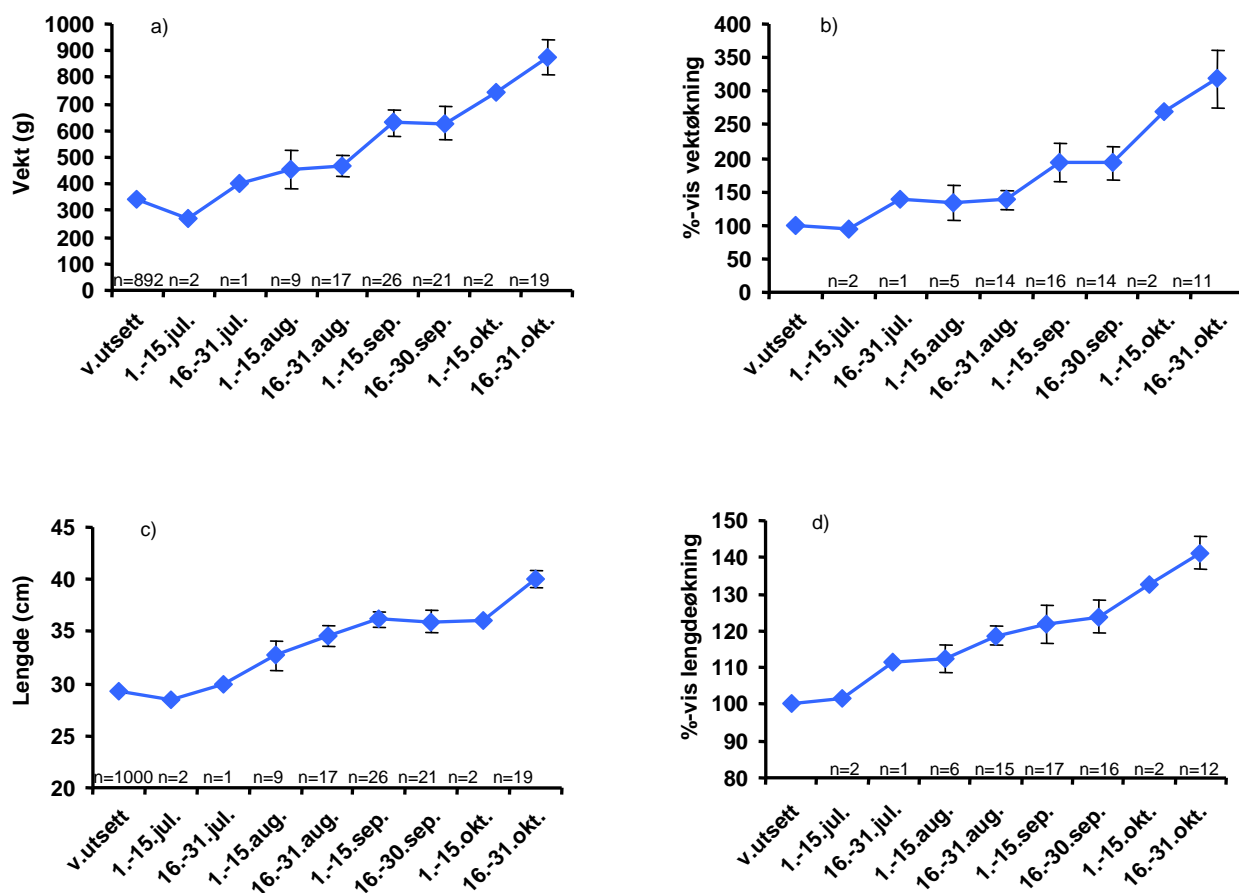 a)
Vekt (g)
1000
900
800
700
600
500
400
300
200
100
0
n=892 n=2 n=1 n=9 n=17 n=26 n=21 n=2 n=19
v.utsett 1.-15.jul. 16.-31.jul. 1.-15.aug. 16.-31.aug. 1.-15.sep. 16.-30.sep. 1.-15.okt. 16.-31.okt.
b)
%-vis vektøkning
400
350
300
250
200
150
100
50
0
n=2 n=1 n=5 n=14 n=16 n=14 n=2 n=11
v.utsett 1.-15.jul. 16.-31.jul. 1.-15.aug. 16.-31.aug. 1.-15.sep. 16.-30.sep. 1.-15.okt. 16.-31.okt.
c)
Lengde (cm)
45
40
35
30
25
20
n=1000 n=2 n=1 n=9 n=17 n=26 n=21 n=2 n=19
v.utsett 1.-15.jul. 16.-31.jul. 1.-15.aug. 16.-31.aug. 1.-15.sep. 16.-30.sep. 1.-15.okt. 16.-31.okt.
d)
%-vis lengdeøkning
150
140
130
120
110
100
90
80
n=2 n=1 n=6 n=15 n=17 n=16 n=2 n=12
v.utsett 1.-15.jul. 16.-31.jul. 1.-15.aug. 16.-31.aug. 1.-15.sep. 16.-30.sep. 1.-15.okt. 16.-31.okt.